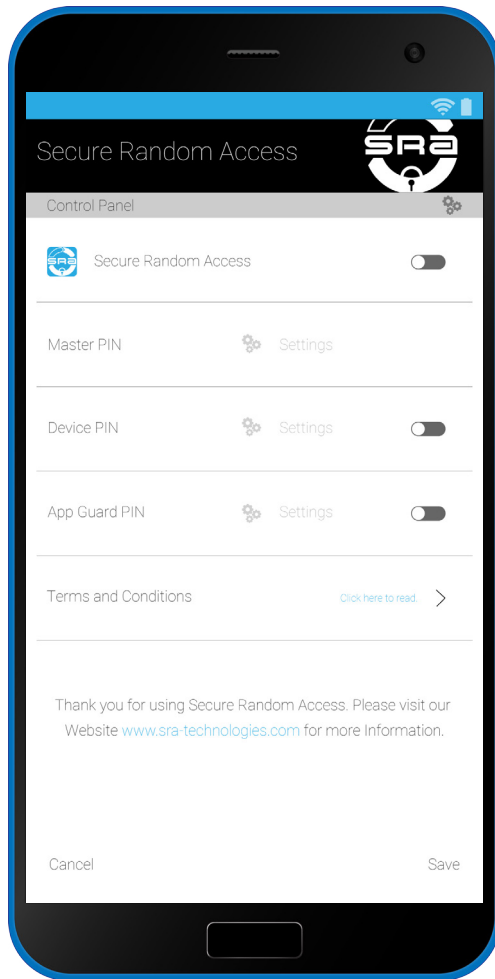 Secure Random Access
SRA
Control Panel
SRA Secure Random Access
Master PIN Settings
Device PIN Settings
App Guard PIN Settings
Terms and Conditions Click here to read.
Thank you for using Secure Random Access. Please visit our
Website www.sra-technologies.com for more Information.
Cancel Save